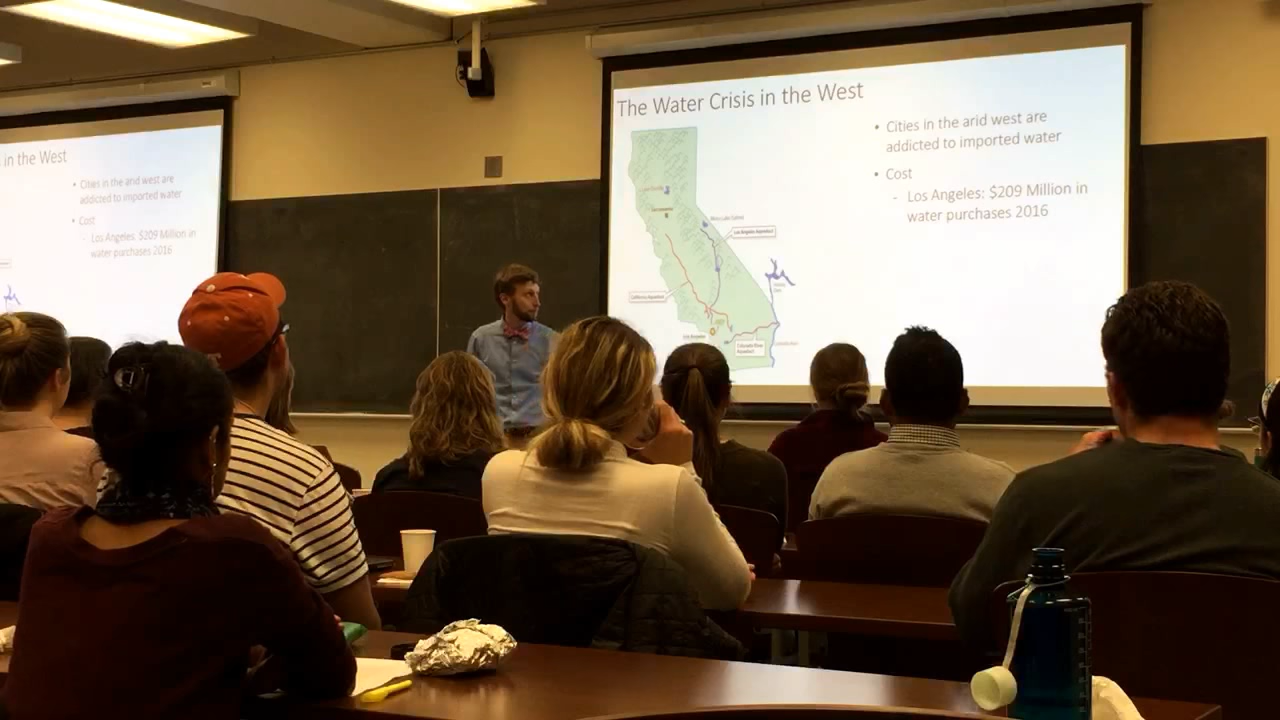 in the West
• Cities in the arid west are
addicted to imported water
• Cost
- Los Angeles: $209 Million in
water purchases 2016
The Water Crisis in the West
• Cities in the arid west are
addicted to imported water
• Cost
- Los Angeles: $209 Million in
water purchases 2016
Los Angeles Aqueduct
California Aqueduct
Colorado River
Aqueduct